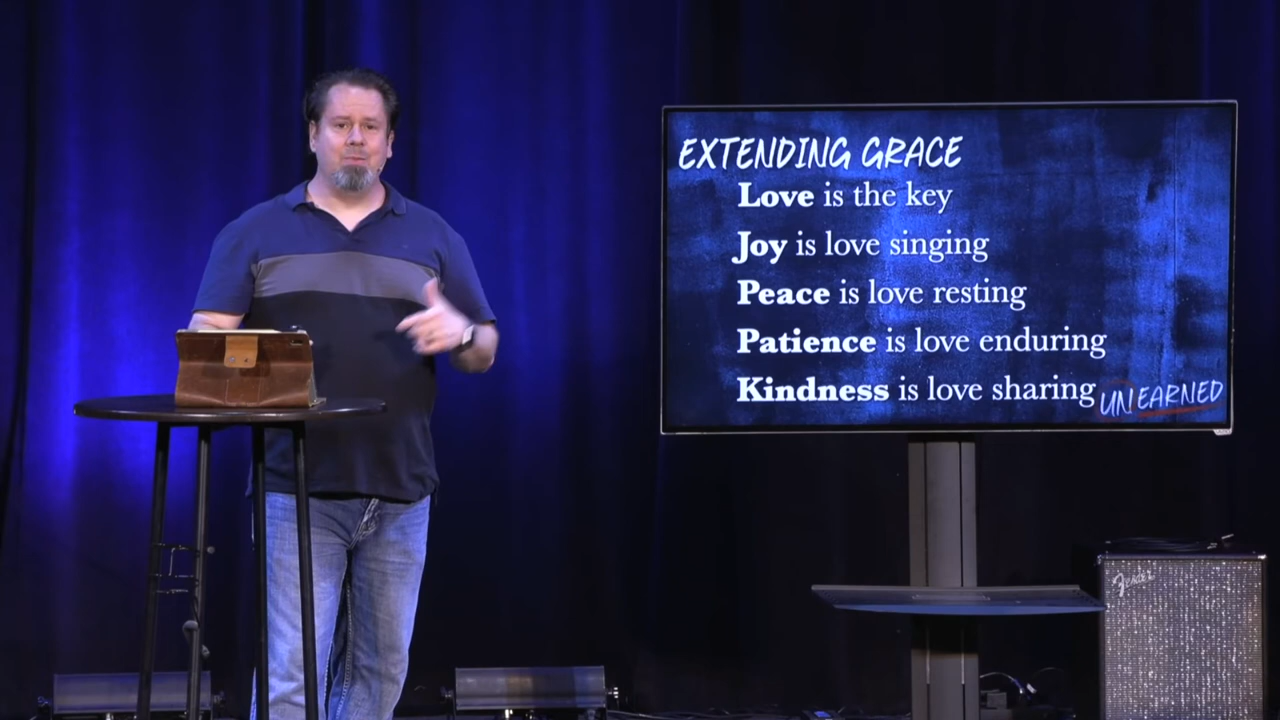 EXTENDING GRACE
Love is the key
Joy is love singing
Peace is love resting
Patience is love enduring
Kindness is love sharing
UNEARNED
Fender